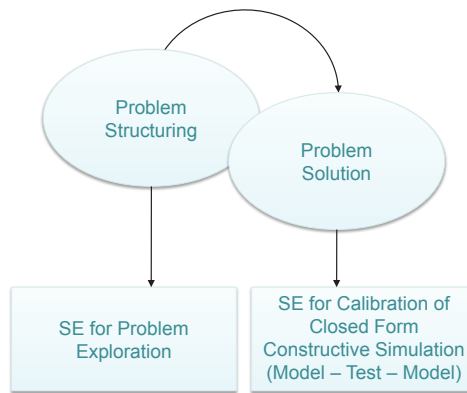 Problem
Structuring
Problem
Solution
SE for Problem
Exploration
SE for Calibration of
Closed Form
Constructive Simulation
(Model – Test – Model)